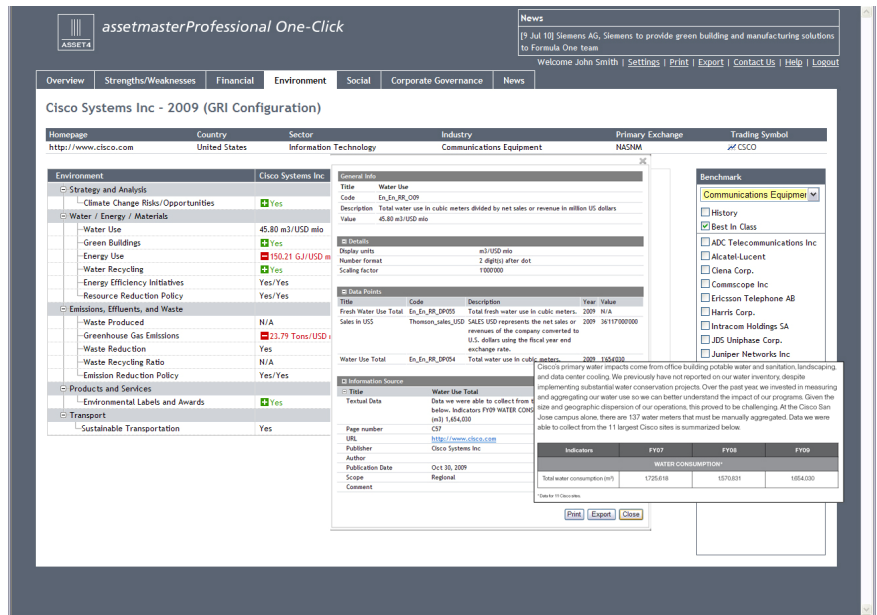 ASSET4
assetmasterProfessional One-Click
News
[9 Jul 10] Siemens AG, Siemens to provide green building and manufacturing solutions
to Formula One team
Welcome John Smith | Settings | Print | Export | Contact Us | Help | Logout
Overview Strengths/Weaknesses Financial Environment Social Corporate Governance News
Cisco Systems Inc - 2009 (GRI Configuration)
Homepage Country Sector Industry Primary Exchange Trading Symbol
http://www.cisco.com United States Information Technology Communications Equipment NASNM CSCO
Environment Cisco Systems Inc
Strategy and Analysis
Climate Change Risks/Opportunities Yes
Water / Energy / Materials
Water Use 45.80 m3/USD mio
Green Buildings Yes
Energy Use 150.21 GJ/USD m
Water Recycling Yes
Energy Efficiency Initiatives Yes/Yes
Resource Reduction Policy Yes/Yes
Emissions, Effluents, and Waste
Waste Produced N/A
Greenhouse Gas Emissions 23.79 Tons/USD
Waste Reduction Yes
Waste Recycling Ratio N/A
Emission Reduction Policy Yes/Yes
Products and Services
Environmental Labels and Awards Yes
Transport
Sustainable Transportation Yes
General Info
Title Water Use
Code En_En_RR_O09
Description Total water use in cubic meters divided by net sales or revenue in million US dollars
Value 45.80 m3/USD mio
Details
Display units m3/USD mio
Number format 2 digit(s) after dot
Scaling factor 1'000'000
Data Points
Title Code Description Year Value
Fresh Water Use Total En_En_RR_DP055 Total fresh water use in cubic meters. 2009 N/A
Sales in US$ Thomson_sales_USD SALES USD represents the net sales or 2009 36'117'000'000
revenues of the company converted to
U.S. dollars using the fiscal year end
exchange rate.
Water Use Total En_En_RR_DP054 Total water use in cubic meters. 2009 1'654'030
Information Source
Title Water Use Total
Textual Data Data we were able to collect from t
below. Indicators FY09 WATER CONS
(m3) 1,654,030
Page number C57
URL http://www.cisco.com
Publisher Cisco Systems Inc
Author
Publication Date Oct 30, 2009
Scope Regional
Comment
Print Export Close
Benchmark
Communications Equipmer
History
Best In Class
ADC Telecommunications Inc
Alcatel-Lucent
Ciena Corp.
Commscope Inc
Ericsson Telephone AB
Harris Corp.
Intracom Holdings SA
JDS Uniphase Corp.
Juniper Networks Inc
Cisco's primary water impacts come from office building potable water and sanitation, landscaping,
and data center cooling. We previously have not reported on our water inventory, despite
implementing substantial water conservation projects. Over the past year, we invested in measuring
and aggregating our water use so we can better understand the impact of our programs. Given the
size and geographic dispersion of our operations, this proved to be challenging. At the Cisco San
Jose campus alone, there are 137 water meters that must be manually aggregated. Data we were
able to collect from the 11 largest Cisco sites is summarized below.
Indicators FY07 FY08 FY09
WATER CONSUMPTION*
Total water consumption (m³) 1,725,618 1,570,831 1,654,030
*Data for 11 Cisco sites.